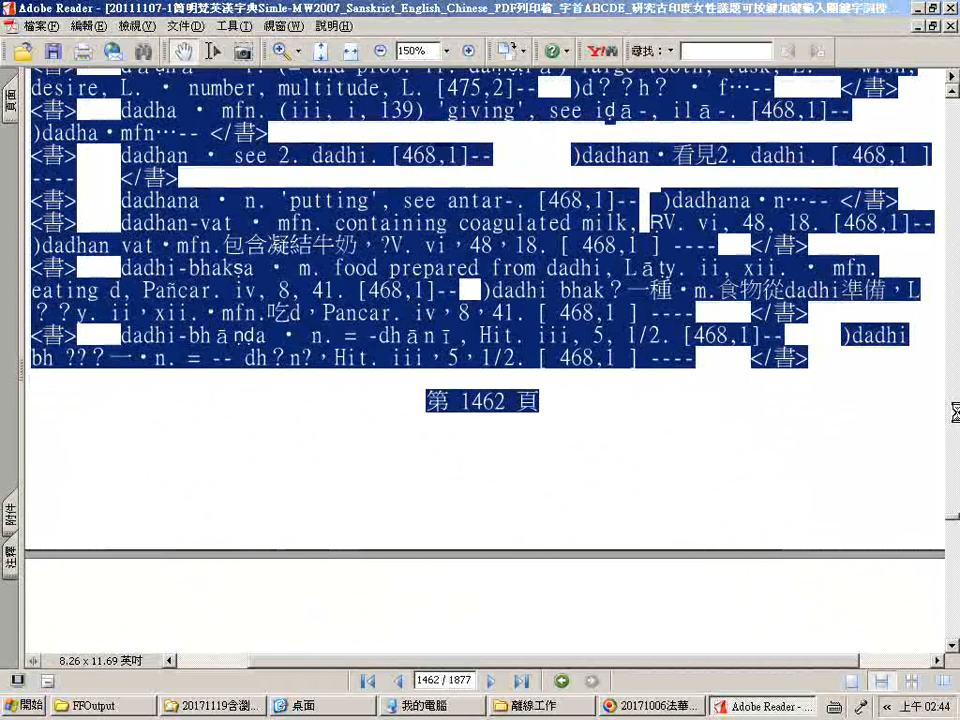 Adobe Reader - [20111107-1簡明梵英漢字典Simle-MW2007_Sanskrict_English_Chinese_PDF列印檔_字首ABCDE_研究古印度女性議題可按鍵加鍵輸入關鍵字詞搜
檔案(F) 編輯(E) 檢視(V) 文件(D) 工具(T) 視窗(W) 說明(H)
150% Y! 尋找:
頁面
附件
注釋
desire, L. • number, multitude, L. [475,2]-- )d？？h？ • f…-- </書>
<書> dadha • mfn. (iii, i, 139) 'giving', see iḍā-, ilā-. [468,1]--
)dadha•mfn…-- </書>
<書> dadhan • see 2. dadhi. [468,1]-- )dadhan•看見2. dadhi. [ 468,1 ]
---- </書>
<書> dadhana • n. 'putting', see antar-. [468,1]-- )dadhana•n…-- </書>
<書> dadhan-vat • mfn. containing coagulated milk, RV. vi, 48, 18. [468,1]--
)dadhan vat•mfn.包含凝結牛奶，?V. vi，48，18. [ 468,1 ] ---- </書>
<書> dadhi-bhakṣa • m. food prepared from dadhi, Lāṭy. ii, xii. • mfn.
eating d, Pañcar. iv, 8, 41. [468,1]-- )dadhi bhak？一種•m.食物從dadhi準備，L
？？y. ii，xii.•mfn.吃d，Pancar. iv，8，41. [ 468,1 ] ---- </書>
<書> dadhi-bhāṇḍa • n. = -dhānī, Hit. iii, 5, 1/2. [468,1]-- )dadhi
bh ???？一•n. = -- dh？n?，Hit. iii，5，1/2. [ 468,1 ] ---- </書>
第 1462 頁
8.26 x 11.69 英吋
1462 / 1877
開始 FFOutput 20171119含瀏... 桌面 我的電腦 離線工作 20171006法華... Adobe Reader - [... 上午 02:44